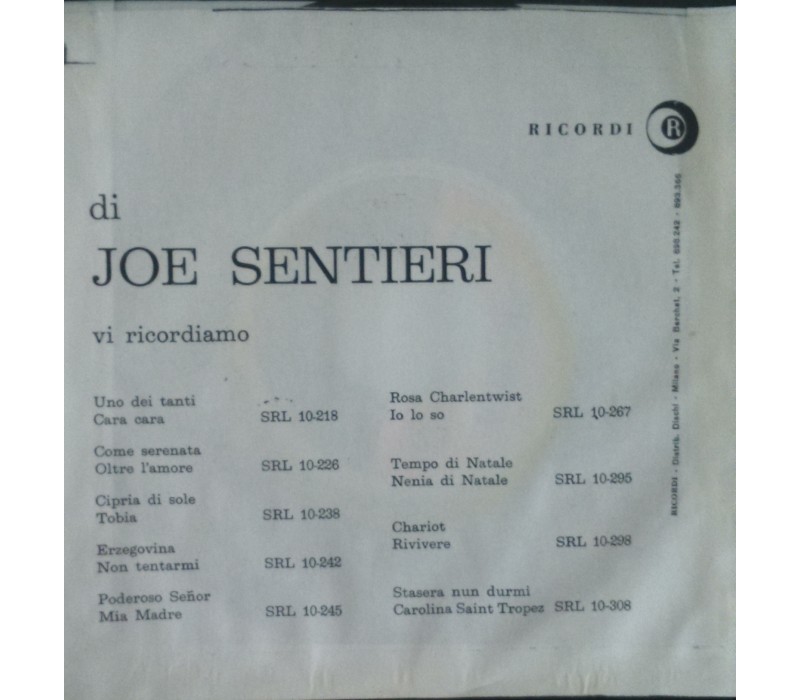 RICORDI R
di
JOE SENTIERI
vi ricordiamo
Uno dei tanti
Cara cara SRL 10-218
Come serenata
Oltre l'amore SRL 10-226
Cipria di sole
Tobia SRL 10-238
Erzegovina
Non tentarmi SRL 10-242
Poderoso Señor
Mia Madre SRL 10-245
Rosa Charlentwist
Io lo so SRL 10-267
Tempo di Natale
Nenia di Natale SRL 10-295
Chariot
Rivivere SRL 10-298
Stasera nun durmi
Carolina Saint Tropez SRL 10-308
RICORDI - Distrib. Dischi - Milano - Via Berchet, 2 - Tel. 698.242 - 693.366